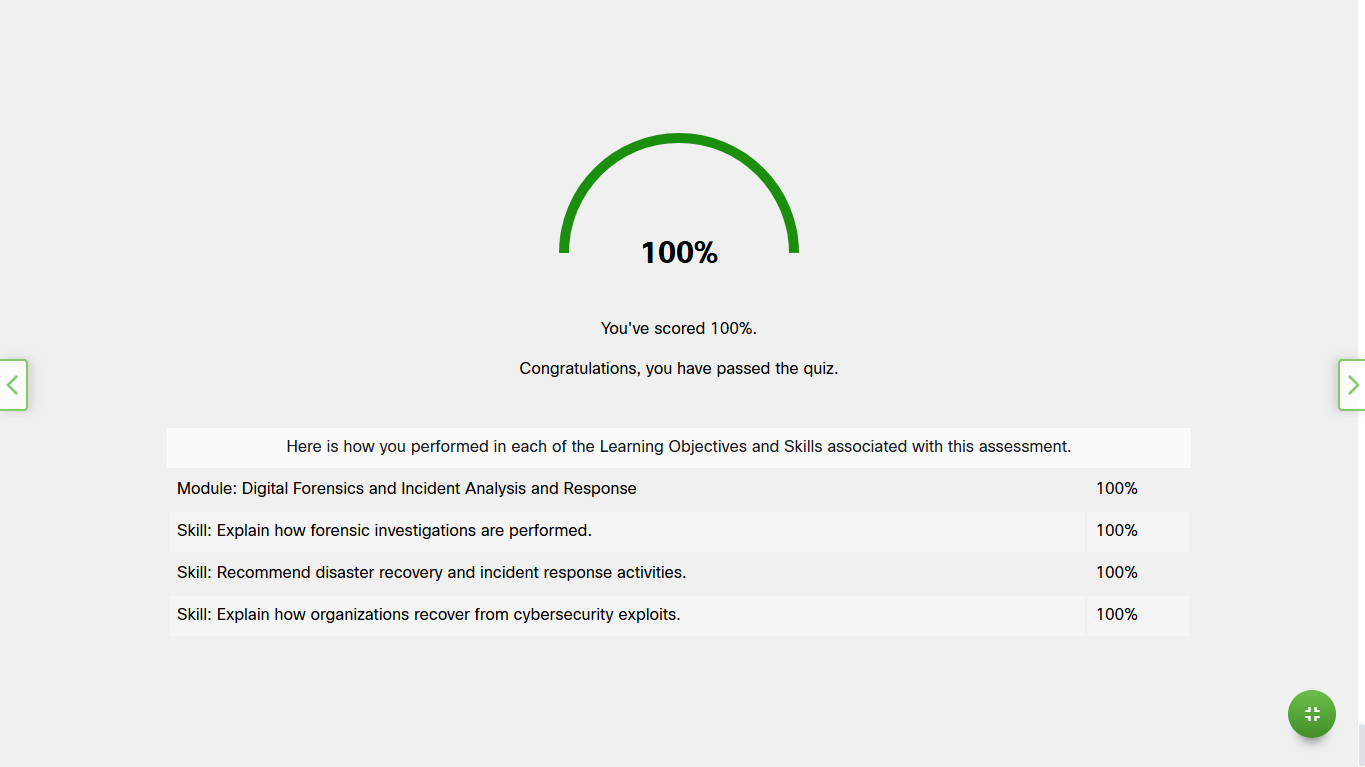 100%
You've scored 100%.
Congratulations, you have passed the quiz.
Here is how you performed in each of the Learning Objectives and Skills associated with this assessment.
Module: Digital Forensics and Incident Analysis and Response 100%
Skill: Explain how forensic investigations are performed. 100%
Skill: Recommend disaster recovery and incident response activities. 100%
Skill: Explain how organizations recover from cybersecurity exploits. 100%